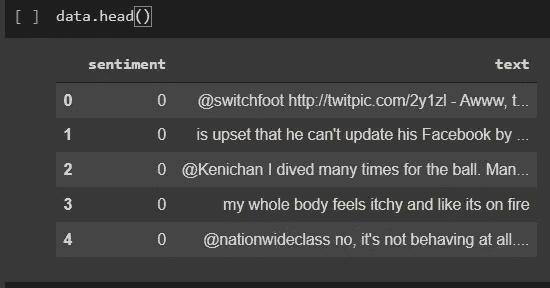 [ ] data.head()
sentiment text
0 0 @switchfoot http://twitpic.com/2y1zl - Awww, t...
1 0 is upset that he can't update his Facebook by ...
2 0 @Kenichan I dived many times for the ball. Man...
3 0 my whole body feels itchy and like its on fire
4 0 @nationwideclass no, it's not behaving at all....